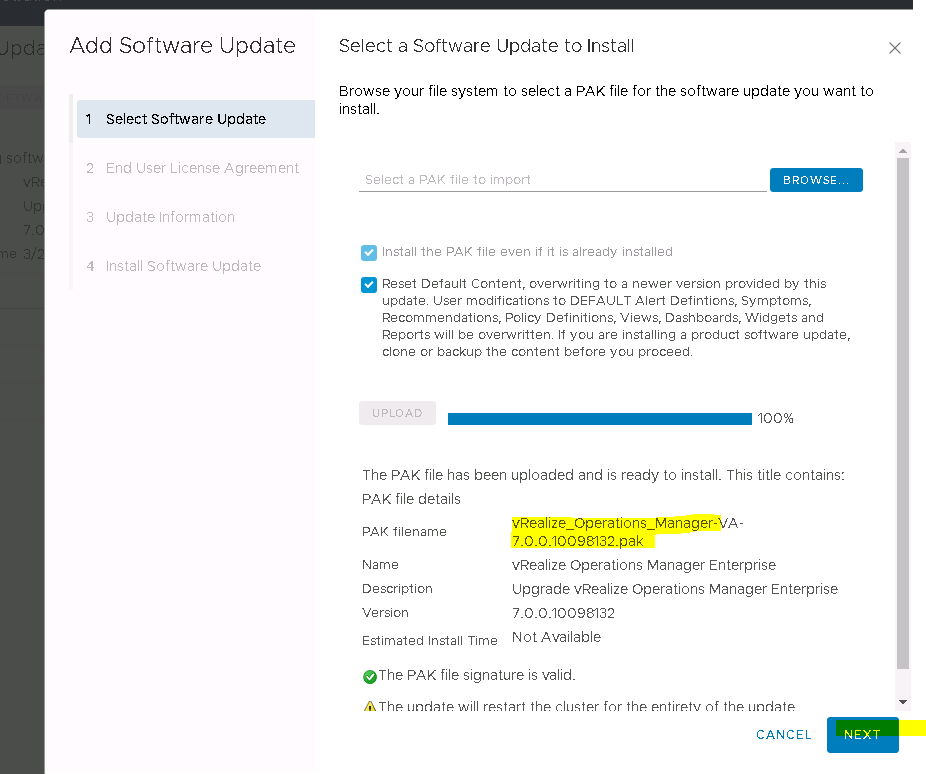 Add Software Update
1 Select Software Update
2 End User License Agreement
3 Update Information
4 Install Software Update
Select a Software Update to Install
Browse your file system to select a PAK file for the software update you want to
install.
Select a PAK file to import
BROWSE...
Install the PAK file even if it is already installed
Reset Default Content, overwriting to a newer version provided by this
update. User modifications to DEFAULT Alert Defintions, Symptoms,
Recommendations, Policy Definitions, Views, Dashboards, Widgets and
Reports will be overwritten. If you are installing a product software update,
clone or backup the content before you proceed.
UPLOAD
100%
The PAK file has been uploaded and is ready to install. This title contains:
PAK file details
PAK filename vRealize_Operations_Manager-VA-
7.0.0.10098132.pak
Name vRealize Operations Manager Enterprise
Description Upgrade vRealize Operations Manager Enterprise
Version 7.0.0.10098132
Estimated Install Time Not Available
The PAK file signature is valid.
The update will restart the cluster for the entirety of the update
CANCEL NEXT